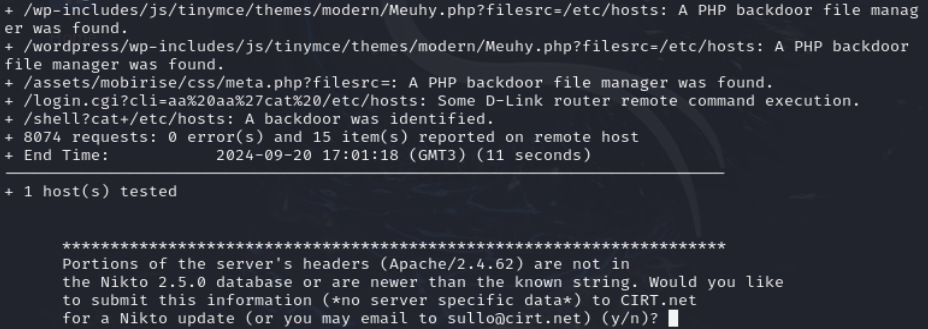 + /wp-includes/js/tinymce/themes/modern/Meuhy.php?filesrc=/etc/hosts: A PHP backdoor file manag
er was found.
+ /wordpress/wp-includes/js/tinymce/themes/modern/Meuhy.php?filesrc=/etc/hosts: A PHP backdoor
file manager was found.
+ /assets/mobirise/css/meta.php?filesrc=: A PHP backdoor file manager was found.
+ /login.cgi?cli=aa%20aa%27cat%20/etc/hosts: Some D-Link router remote command execution.
+ /shell?cat+/etc/hosts: A backdoor was identified.
+ 8074 requests: 0 error(s) and 15 item(s) reported on remote host
+ End Time:           2024-09-20 17:01:18 (GMT3) (11 seconds)
---------------------------------------------------------------------------
+ 1 host(s) tested
*********************************************************************
Portions of the server's headers (Apache/2.4.62) are not in
the Nikto 2.5.0 database or are newer than the known string. Would you like
to submit this information (*no server specific data*) to CIRT.net
for a Nikto update (or you may email to sullo@cirt.net) (y/n)?